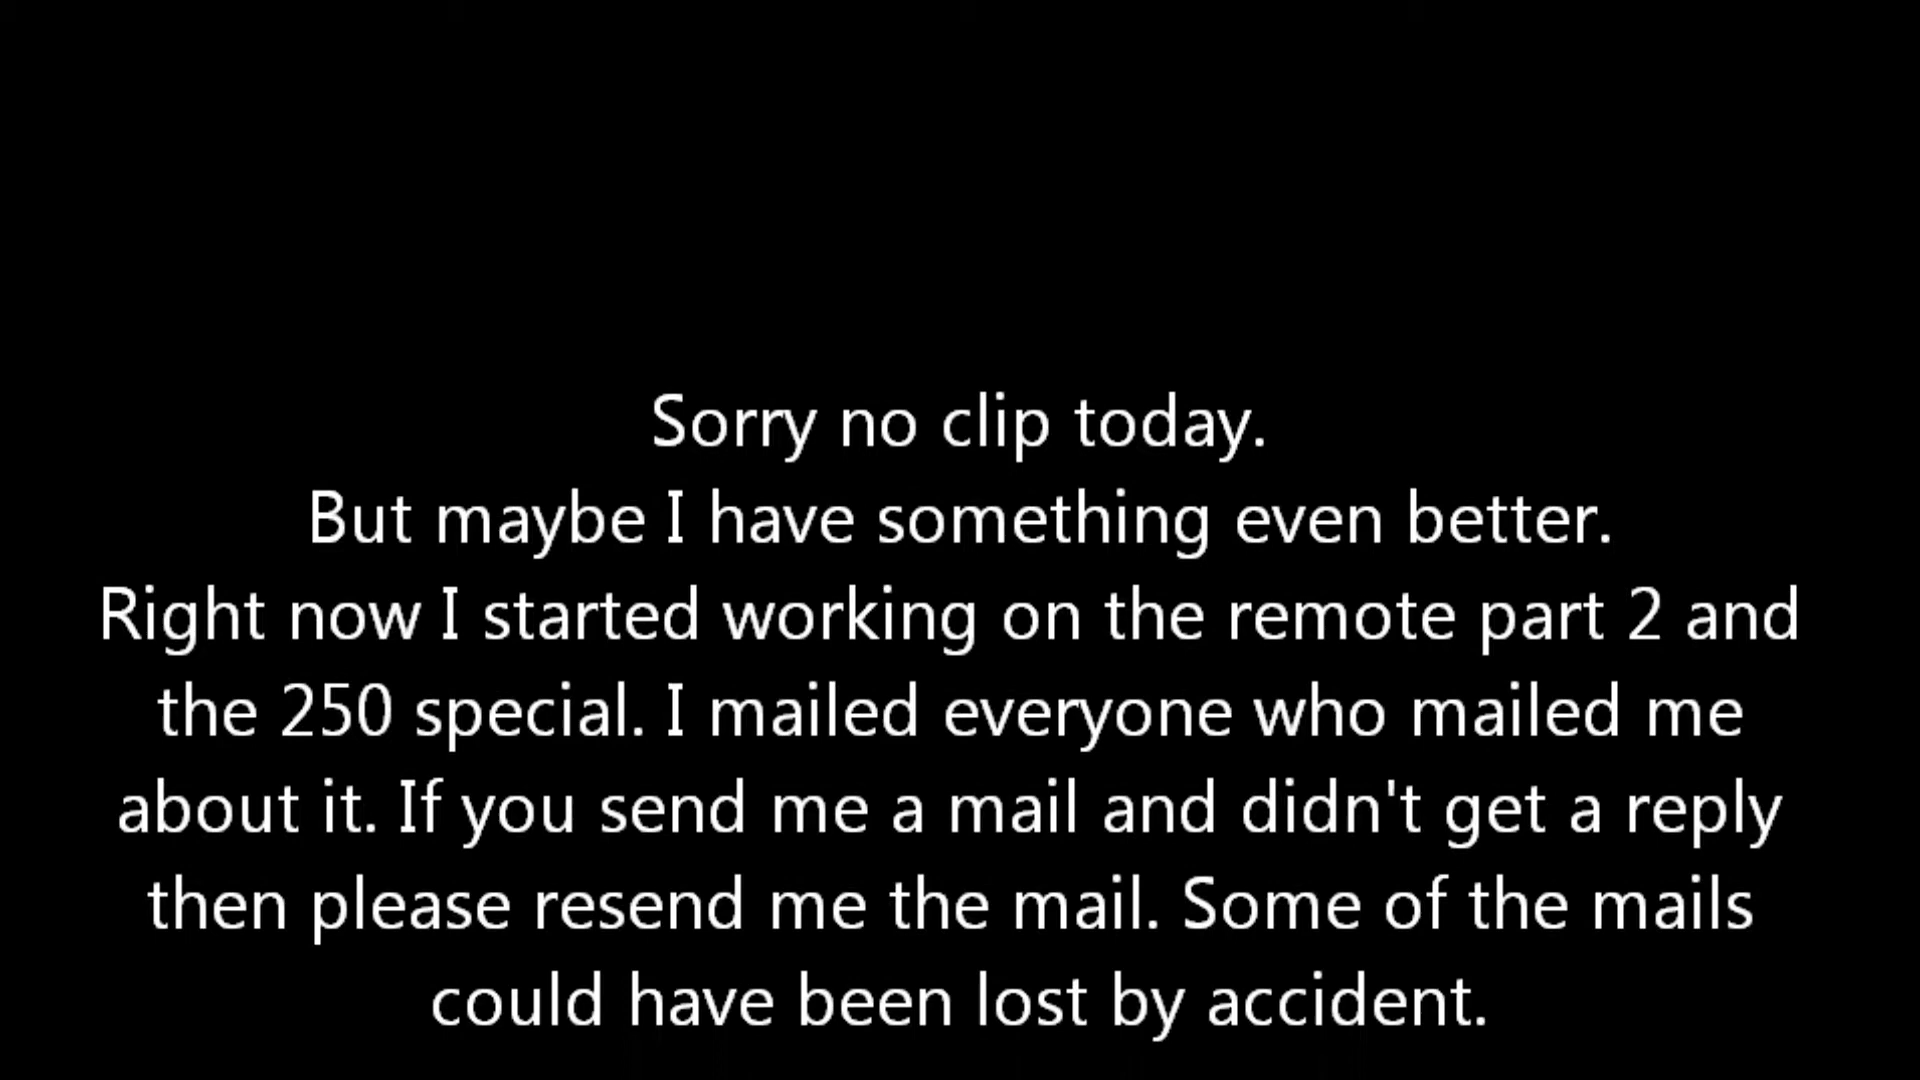 Sorry no clip today.
But maybe I have something even better.
Right now I started working on the remote part 2 and
the 250 special. I mailed everyone who mailed me
about it. If you send me a mail and didn't get a reply
then please resend me the mail. Some of the mails
could have been lost by accident.